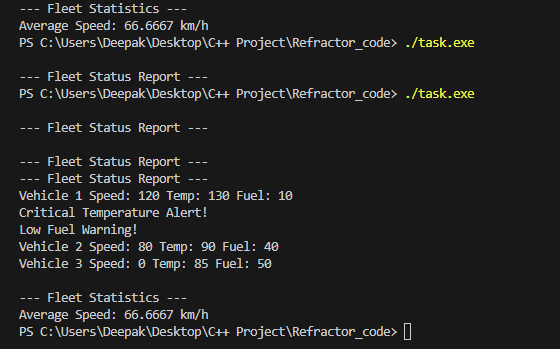 --- Fleet Statistics ---
Average Speed: 66.6667 km/h
PS C:\Users\Deepak\Desktop\C++ Project\Refractor_code> ./task.exe
--- Fleet Status Report ---
PS C:\Users\Deepak\Desktop\C++ Project\Refractor_code> ./task.exe
--- Fleet Status Report ---
--- Fleet Status Report ---
--- Fleet Status Report ---
Vehicle 1 Speed: 120 Temp: 130 Fuel: 10
Critical Temperature Alert!
Low Fuel Warning!
Vehicle 2 Speed: 80 Temp: 90 Fuel: 40
Vehicle 3 Speed: 0 Temp: 85 Fuel: 50
--- Fleet Statistics ---
Average Speed: 66.6667 km/h
PS C:\Users\Deepak\Desktop\C++ Project\Refractor_code>